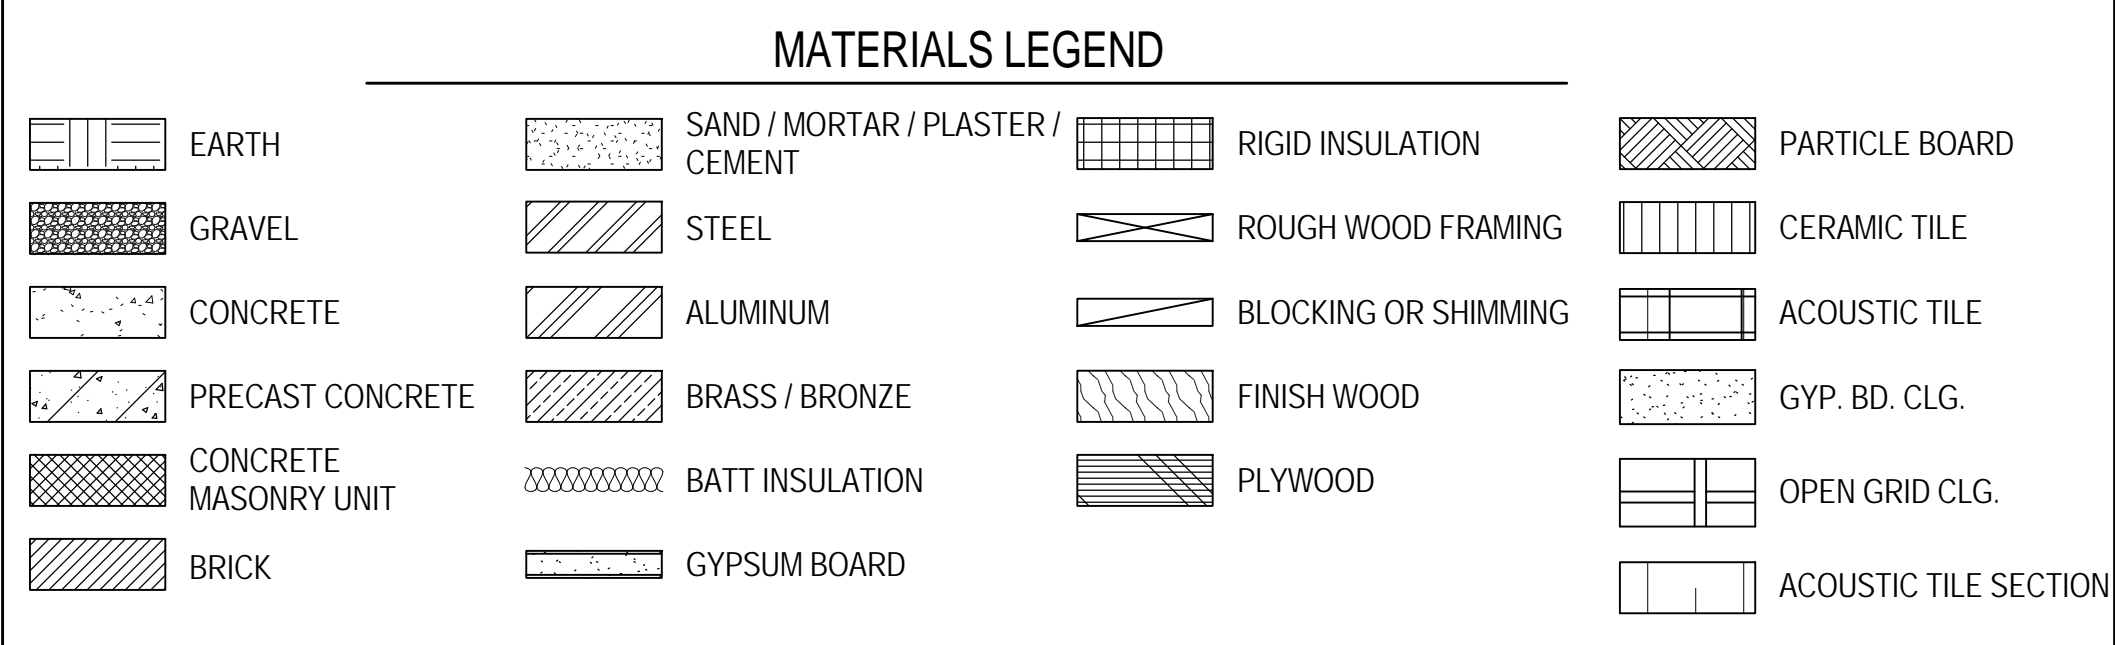 MATERIALS LEGEND
EARTH
GRAVEL
CONCRETE
PRECAST CONCRETE
CONCRETE
MASONRY UNIT
BRICK
SAND / MORTAR / PLASTER /
CEMENT
STEEL
ALUMINUM
BRASS / BRONZE
BATT INSULATION
GYPSUM BOARD
RIGID INSULATION
ROUGH WOOD FRAMING
BLOCKING OR SHIMMING
FINISH WOOD
PLYWOOD
PARTICLE BOARD
CERAMIC TILE
ACOUSTIC TILE
GYP. BD. CLG.
OPEN GRID CLG.
ACOUSTIC TILE SECTION